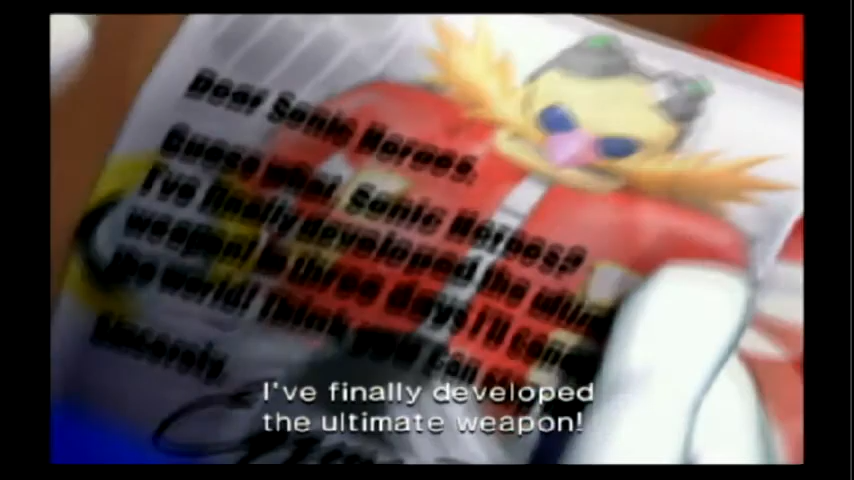 Dear Sonic Heroes,
Guess what, Sonic Heroes?
I've finally developed the
weapon! In three days I'll
the world! Think you can
Sincerely,
I've finally developed
the ultimate weapon!